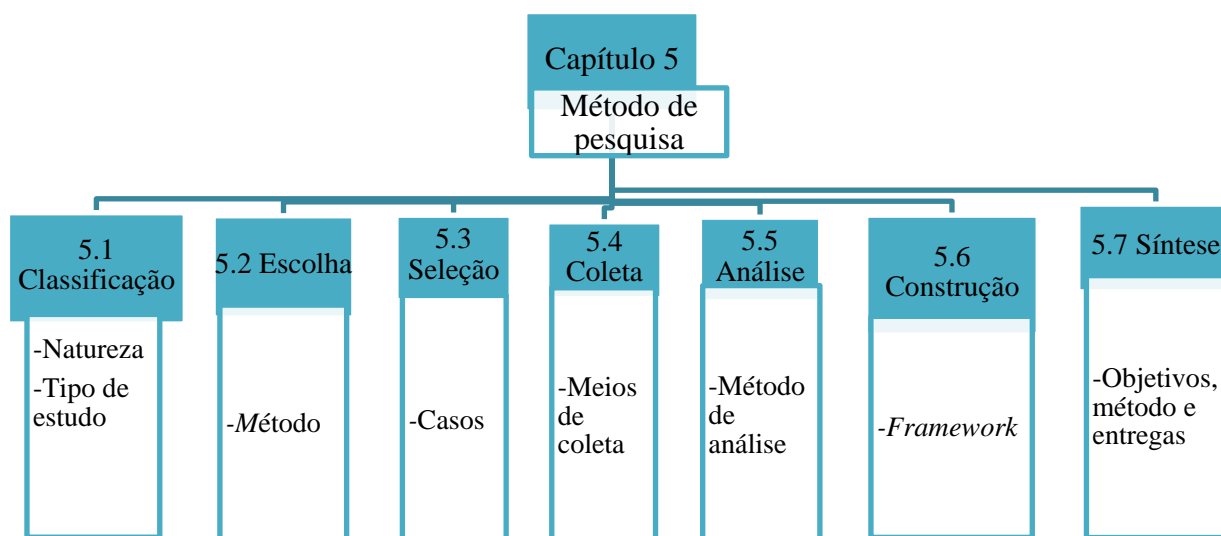 Capítulo 5
Método de
pesquisa
5.1
Classificação
-Natureza
-Tipo de
estudo
5.2 Escolha
-Método
5.3
Seleção
-Casos
5.4
Coleta
-Meios
de
coleta
5.5
Análise
-Método
de
análise
5.6
Construção
-Framework
5.7 Síntese
-Objetivos,
método e
entregas